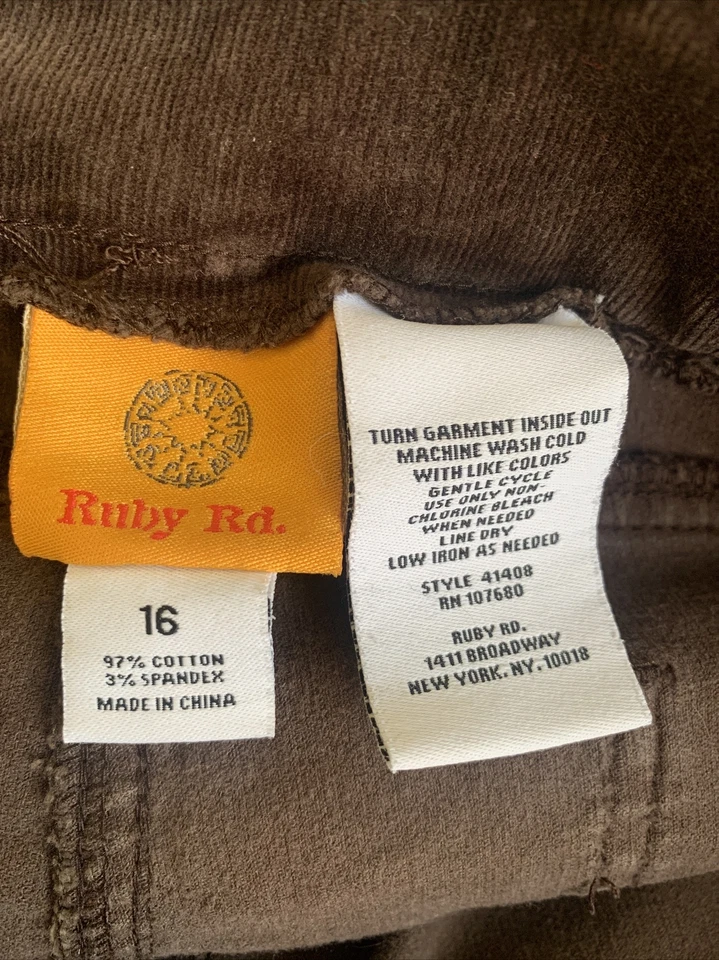 Ruby Rd.
16
97% COTTON
3% SPANDEX
MADE IN CHINA
TURN GARMENT INSIDE OUT
MACHINE WASH COLD
WITH LIKE COLORS
GENTLE CYCLE
USE ONLY NON-
CHLORINE BLEACH
WHEN NEEDED
LINE DRY
LOW IRON AS NEEDED
STYLE 41408
RN 107680
RUBY RD.
1411 BROADWAY
NEW YORK. NY. 10018